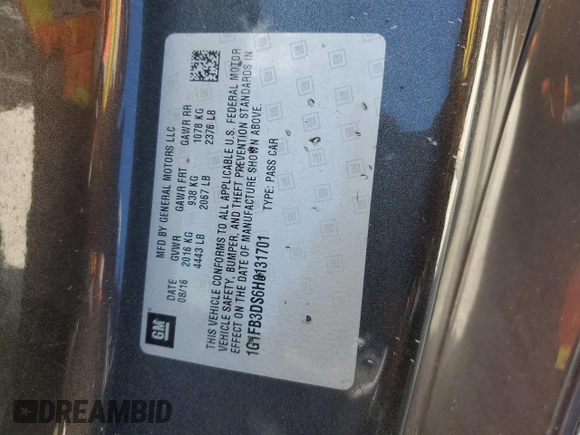 GM
MFD BY GENERAL MOTORS LLC
DATE GVWR GAWR FRT GAWR RR
08/16 2016 KG 938 KG 1078 KG
4443 LB 2067 LB 2376 LB
THIS VEHICLE CONFORMS TO ALL APPLICABLE U.S. FEDERAL MOTOR
VEHICLE SAFETY, BUMPER, AND THEFT PREVENTION STANDARDS IN
EFFECT ON THE DATE OF MANUFACTURE SHOWN ABOVE.
1G1FB3DS6H0131701 TYPE: PASS CAR
DREAMBID